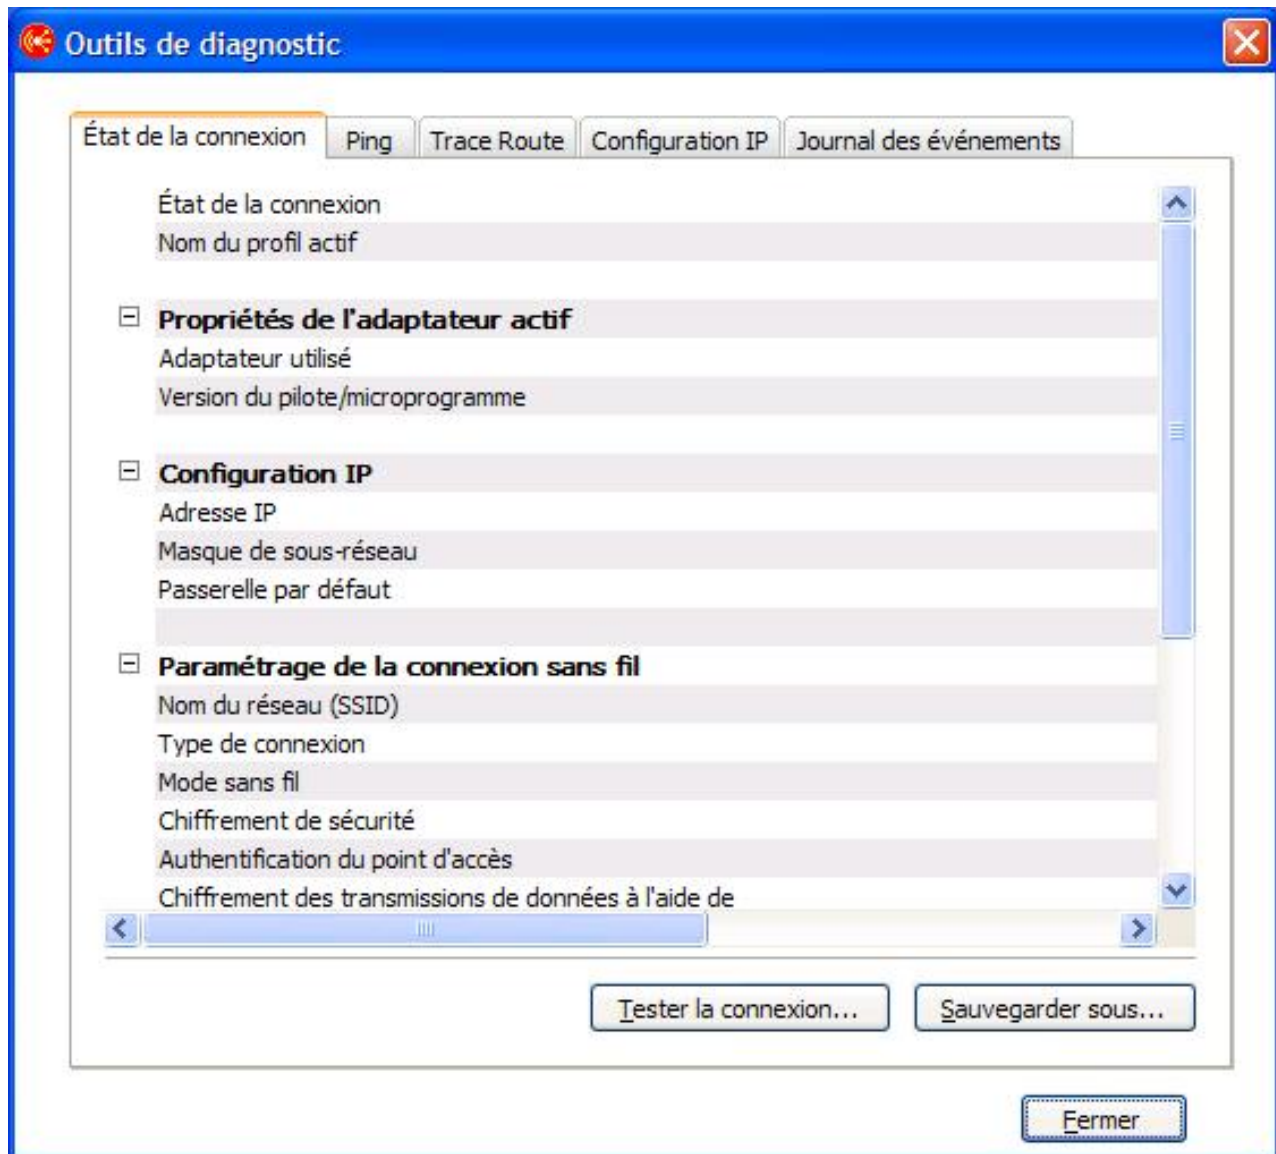 Outils de diagnostic
État de la connexion Ping Trace Route Configuration IP Journal des événements
État de la connexion
Nom du profil actif
Propriétés de l'adaptateur actif
Adaptateur utilisé
Version du pilote/microprogramme
Configuration IP
Adresse IP
Masque de sous-réseau
Passerelle par défaut
Paramétrage de la connexion sans fil
Nom du réseau (SSID)
Type de connexion
Mode sans fil
Chiffrement de sécurité
Authentification du point d'accès
Chiffrement des transmissions de données à l'aide de
Tester la connexion... Sauvegarder sous...
Fermer